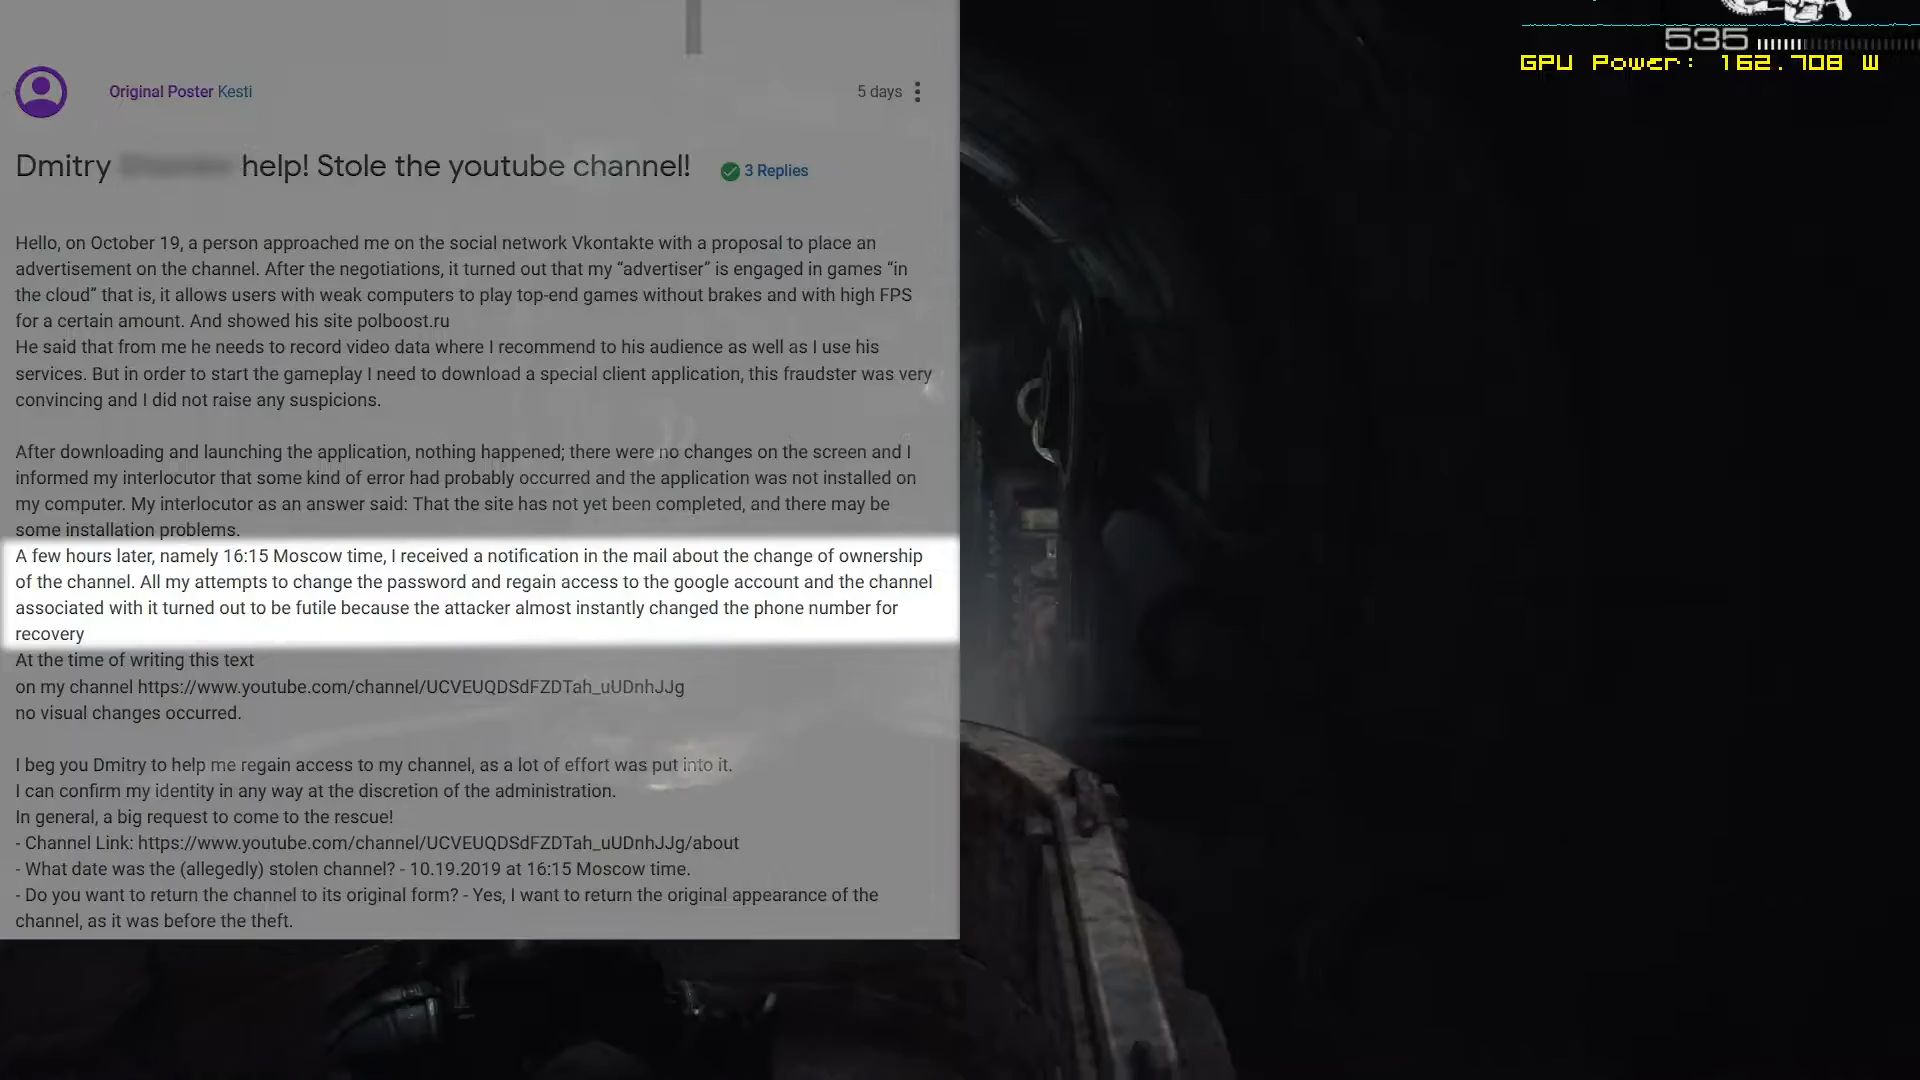 535
GPU Power: 162.708 W
Original Poster Kesti
5 days
Dmitry help! Stole the youtube channel!
3 Replies
Hello, on October 19, a person approached me on the social network Vkontakte with a proposal to place an
advertisement on the channel. After the negotiations, it turned out that my “advertiser” is engaged in games “in
the cloud” that is, it allows users with weak computers to play top-end games without brakes and with high FPS
for a certain amount. And showed his site polboost.ru
He said that from me he needs to record video data where I recommend to his audience as well as I use his
services. But in order to start the gameplay I need to download a special client application, this fraudster was very
convincing and I did not raise any suspicions.
After downloading and launching the application, nothing happened; there were no changes on the screen and I
informed my interlocutor that some kind of error had probably occurred and the application was not installed on
my computer. My interlocutor as an answer said: That the site has not yet been completed, and there may be
some installation problems.
A few hours later, namely 16:15 Moscow time, I received a notification in the mail about the change of ownership
of the channel. All my attempts to change the password and regain access to the google account and the channel
associated with it turned out to be futile because the attacker almost instantly changed the phone number for
recovery
At the time of writing this text
on my channel https://www.youtube.com/channel/UCVEUQDSdFZDTah_uUDnhJJg
no visual changes occurred.
I beg you Dmitry to help me regain access to my channel, as a lot of effort was put into it.
I can confirm my identity in any way at the discretion of the administration.
In general, a big request to come to the rescue!
- Channel Link: https://www.youtube.com/channel/UCVEUQDSdFZDTah_uUDnhJJg/about
- What date was the (allegedly) stolen channel? - 10.19.2019 at 16:15 Moscow time.
- Do you want to return the channel to its original form? - Yes, I want to return the original appearance of the
channel, as it was before the theft.